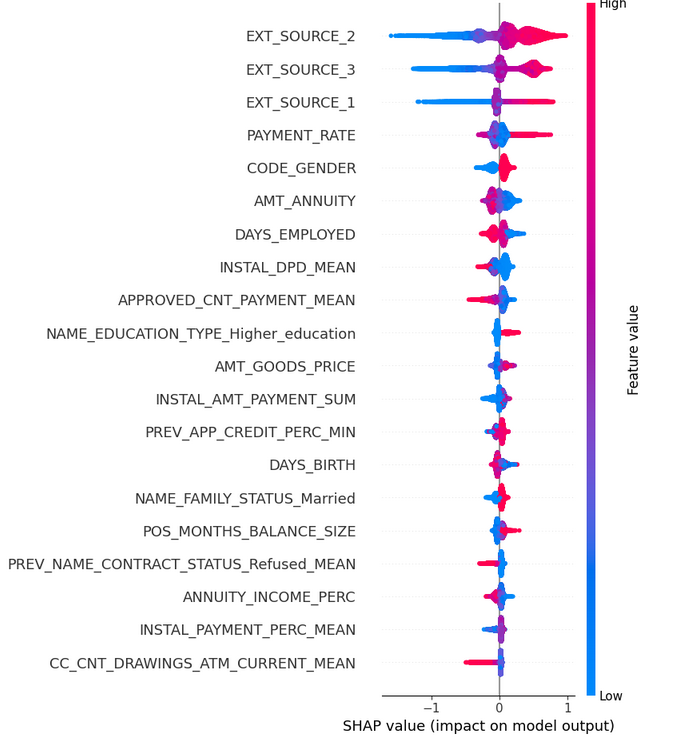 High
EXT_SOURCE_2
EXT_SOURCE_3
EXT_SOURCE_1
PAYMENT_RATE
CODE_GENDER
AMT_ANNUITY
DAYS_EMPLOYED
INSTAL_DPD_MEAN
APPROVED_CNT_PAYMENT_MEAN
NAME_EDUCATION_TYPE_Higher_education
AMT_GOODS_PRICE
INSTAL_AMT_PAYMENT_SUM
PREV_APP_CREDIT_PERC_MIN
DAYS_BIRTH
NAME_FAMILY_STATUS_Married
POS_MONTHS_BALANCE_SIZE
PREV_NAME_CONTRACT_STATUS_Refused_MEAN
ANNUITY_INCOME_PERC
INSTAL_PAYMENT_PERC_MEAN
CC_CNT_DRAWINGS_ATM_CURRENT_MEAN
Feature value
Low
−1 0 1
SHAP value (impact on model output)